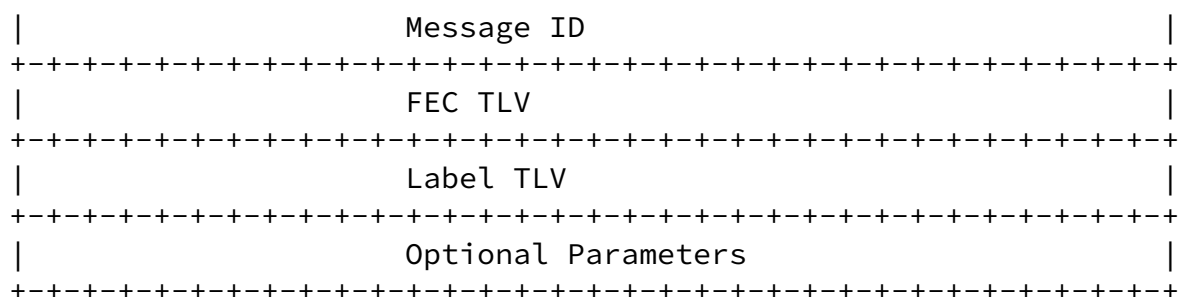 |                     Message ID                                |
+-+-+-+-+-+-+-+-+-+-+-+-+-+-+-+-+-+-+-+-+-+-+-+-+-+-+-+-+-+-+-+-+
|                     FEC TLV                                   |
+-+-+-+-+-+-+-+-+-+-+-+-+-+-+-+-+-+-+-+-+-+-+-+-+-+-+-+-+-+-+-+-+
|                     Label TLV                                 |
+-+-+-+-+-+-+-+-+-+-+-+-+-+-+-+-+-+-+-+-+-+-+-+-+-+-+-+-+-+-+-+-+
|                     Optional Parameters                       |
+-+-+-+-+-+-+-+-+-+-+-+-+-+-+-+-+-+-+-+-+-+-+-+-+-+-+-+-+-+-+-+-+